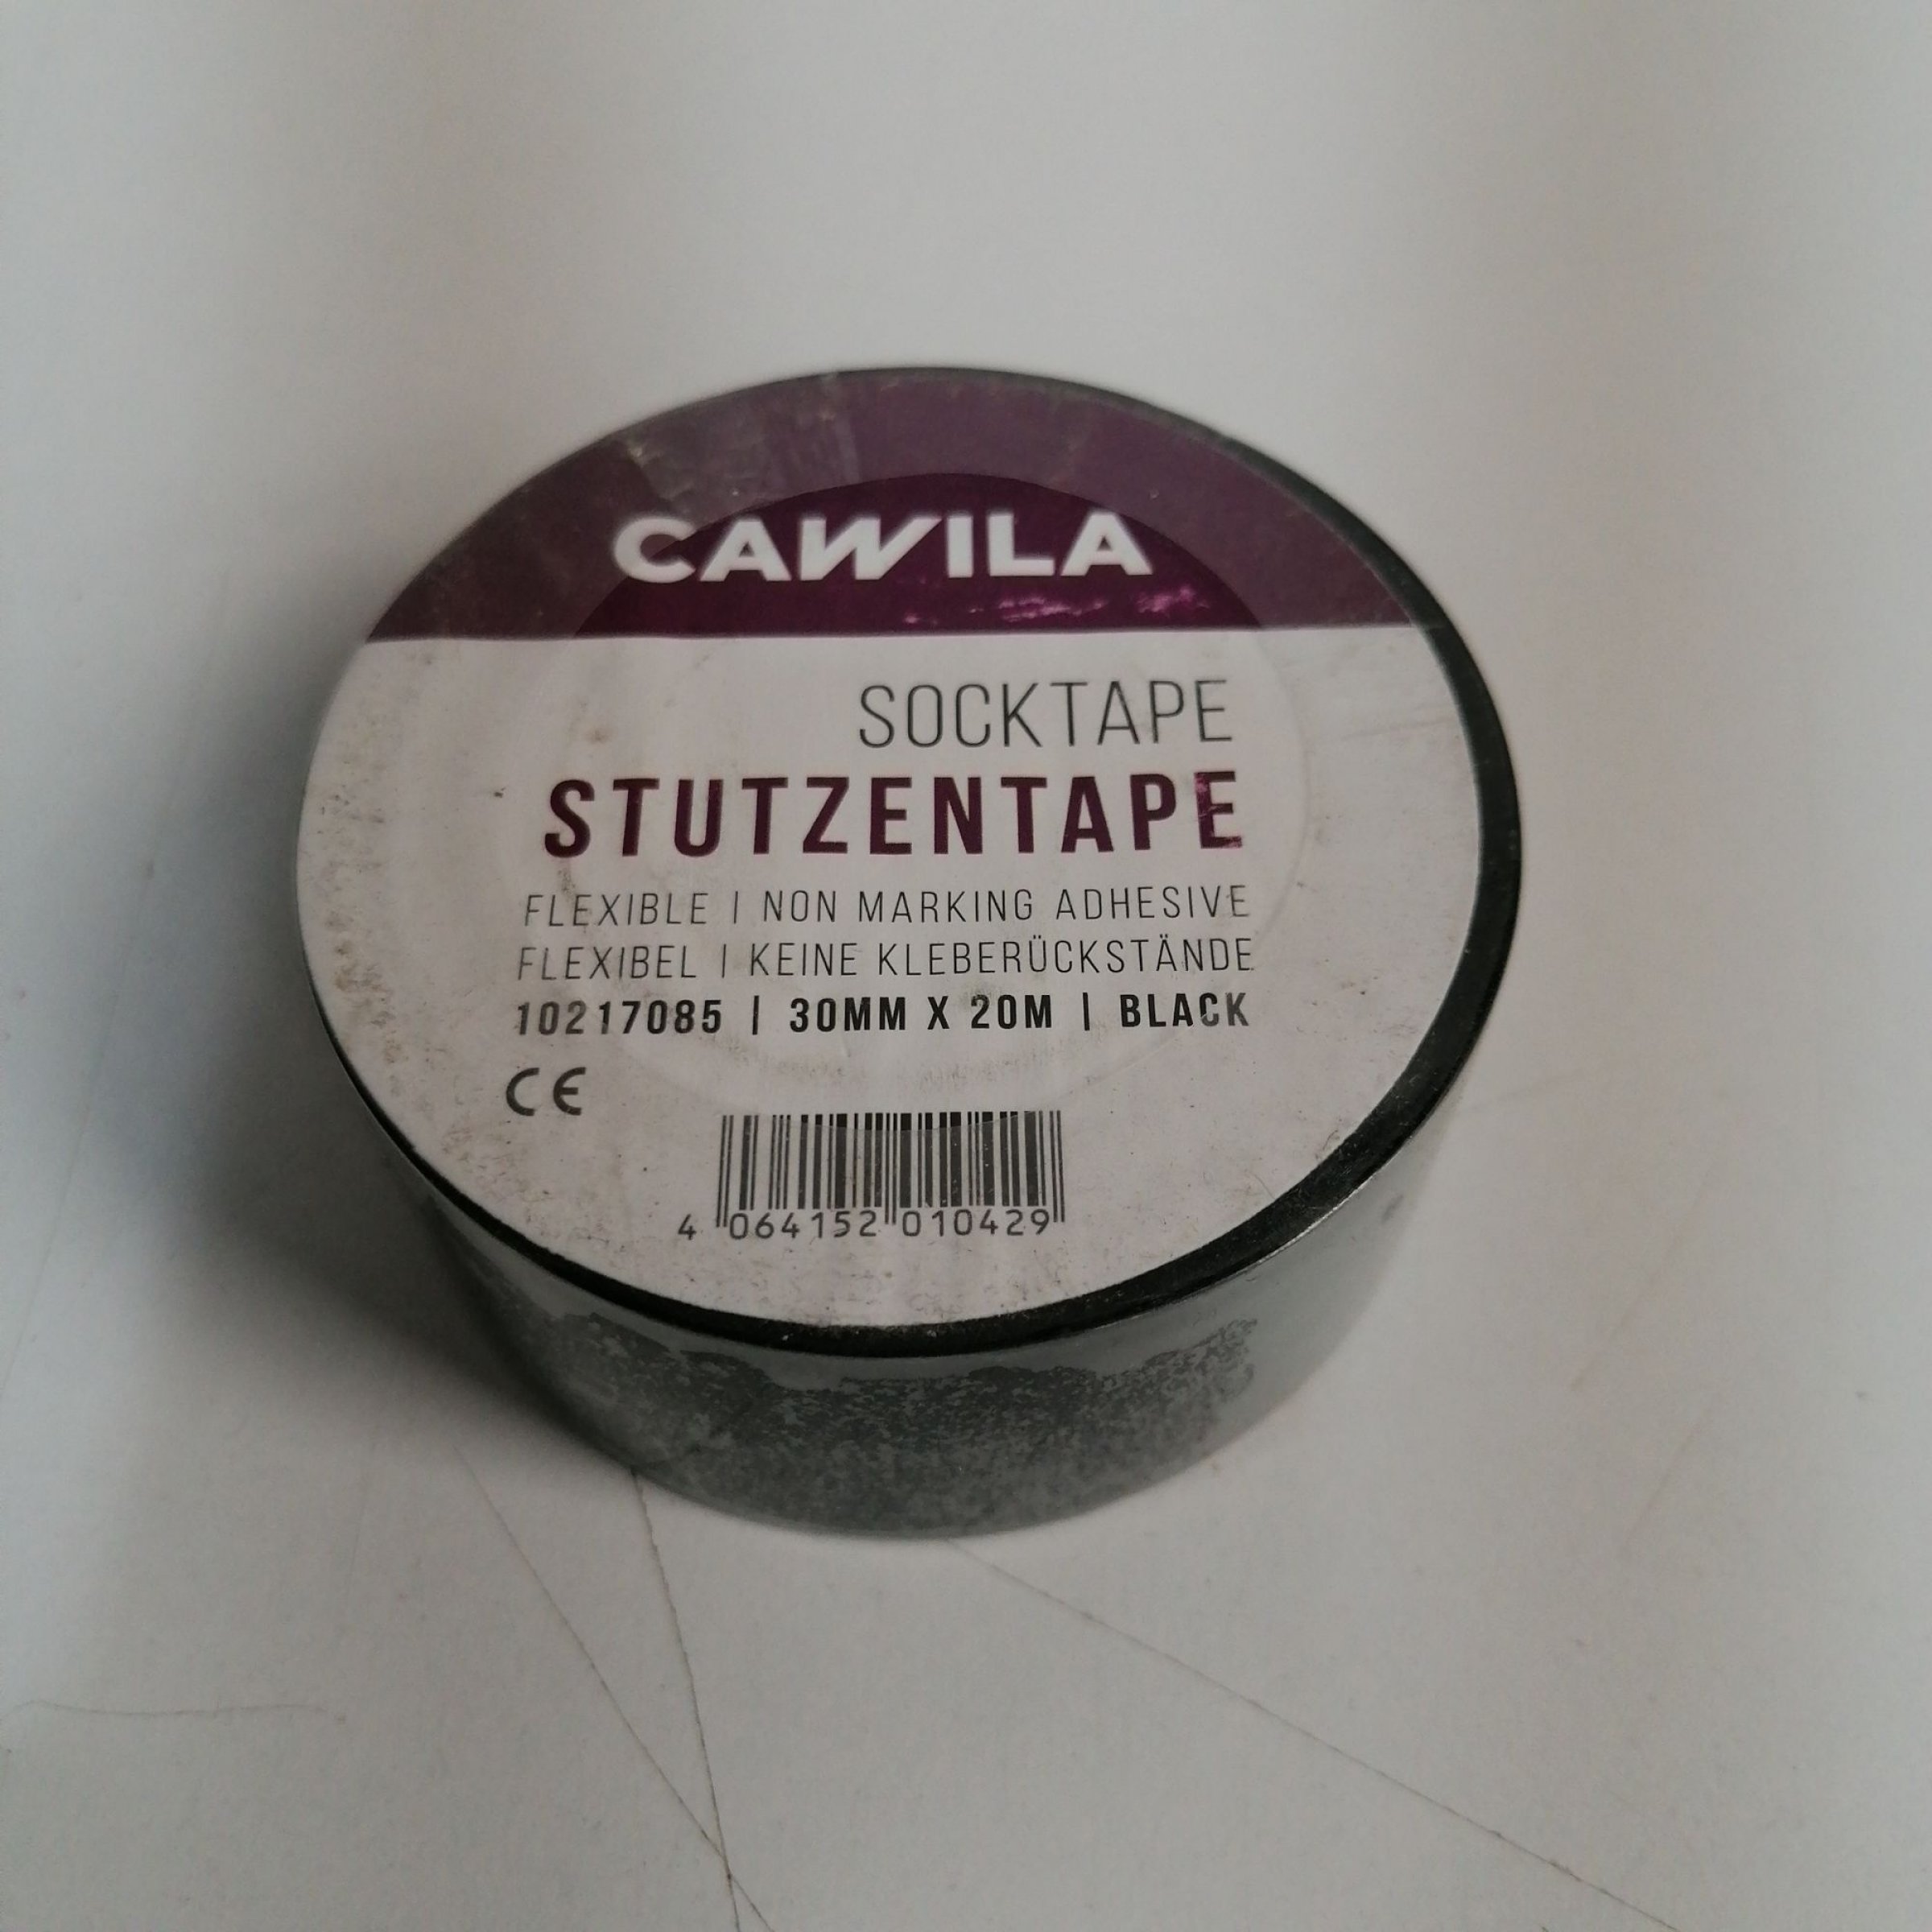 CAWILA
SOCKTAPE
STUTZENTAPE
FLEXIBLE | NON MARKING ADHESIVE
FLEXIBEL | KEINE KLEBERÜCKSTÄNDE
10217085 | 30MM X 20M | BLACK
CE
4 064152 010429